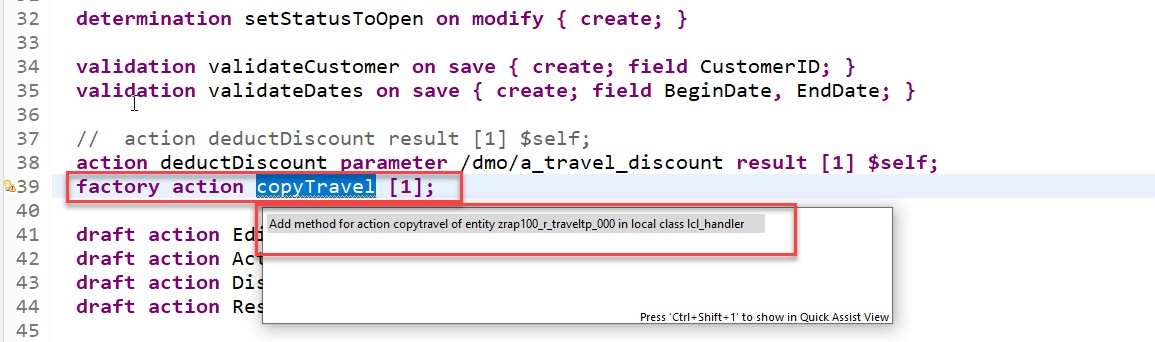 32 determination setStatusToOpen on modify { create; }
33
34 validation validateCustomer on save { create; field CustomerID; }
35 validation validateDates on save { create; field BeginDate, EndDate; }
36
37 //  action deductDiscount result [1] $self;
38 action deductDiscount parameter /dmo/a_travel_discount result [1] $self;
39 factory action copyTravel [1];
40
Add method for action copytravel of entity zrap100_r_traveltp_000 in local class lcl_handler
41 draft action Edi
42 draft action Act
43 draft action Dis
44 draft action Res
Press 'Ctrl+Shift+1' to show in Quick Assist View
45